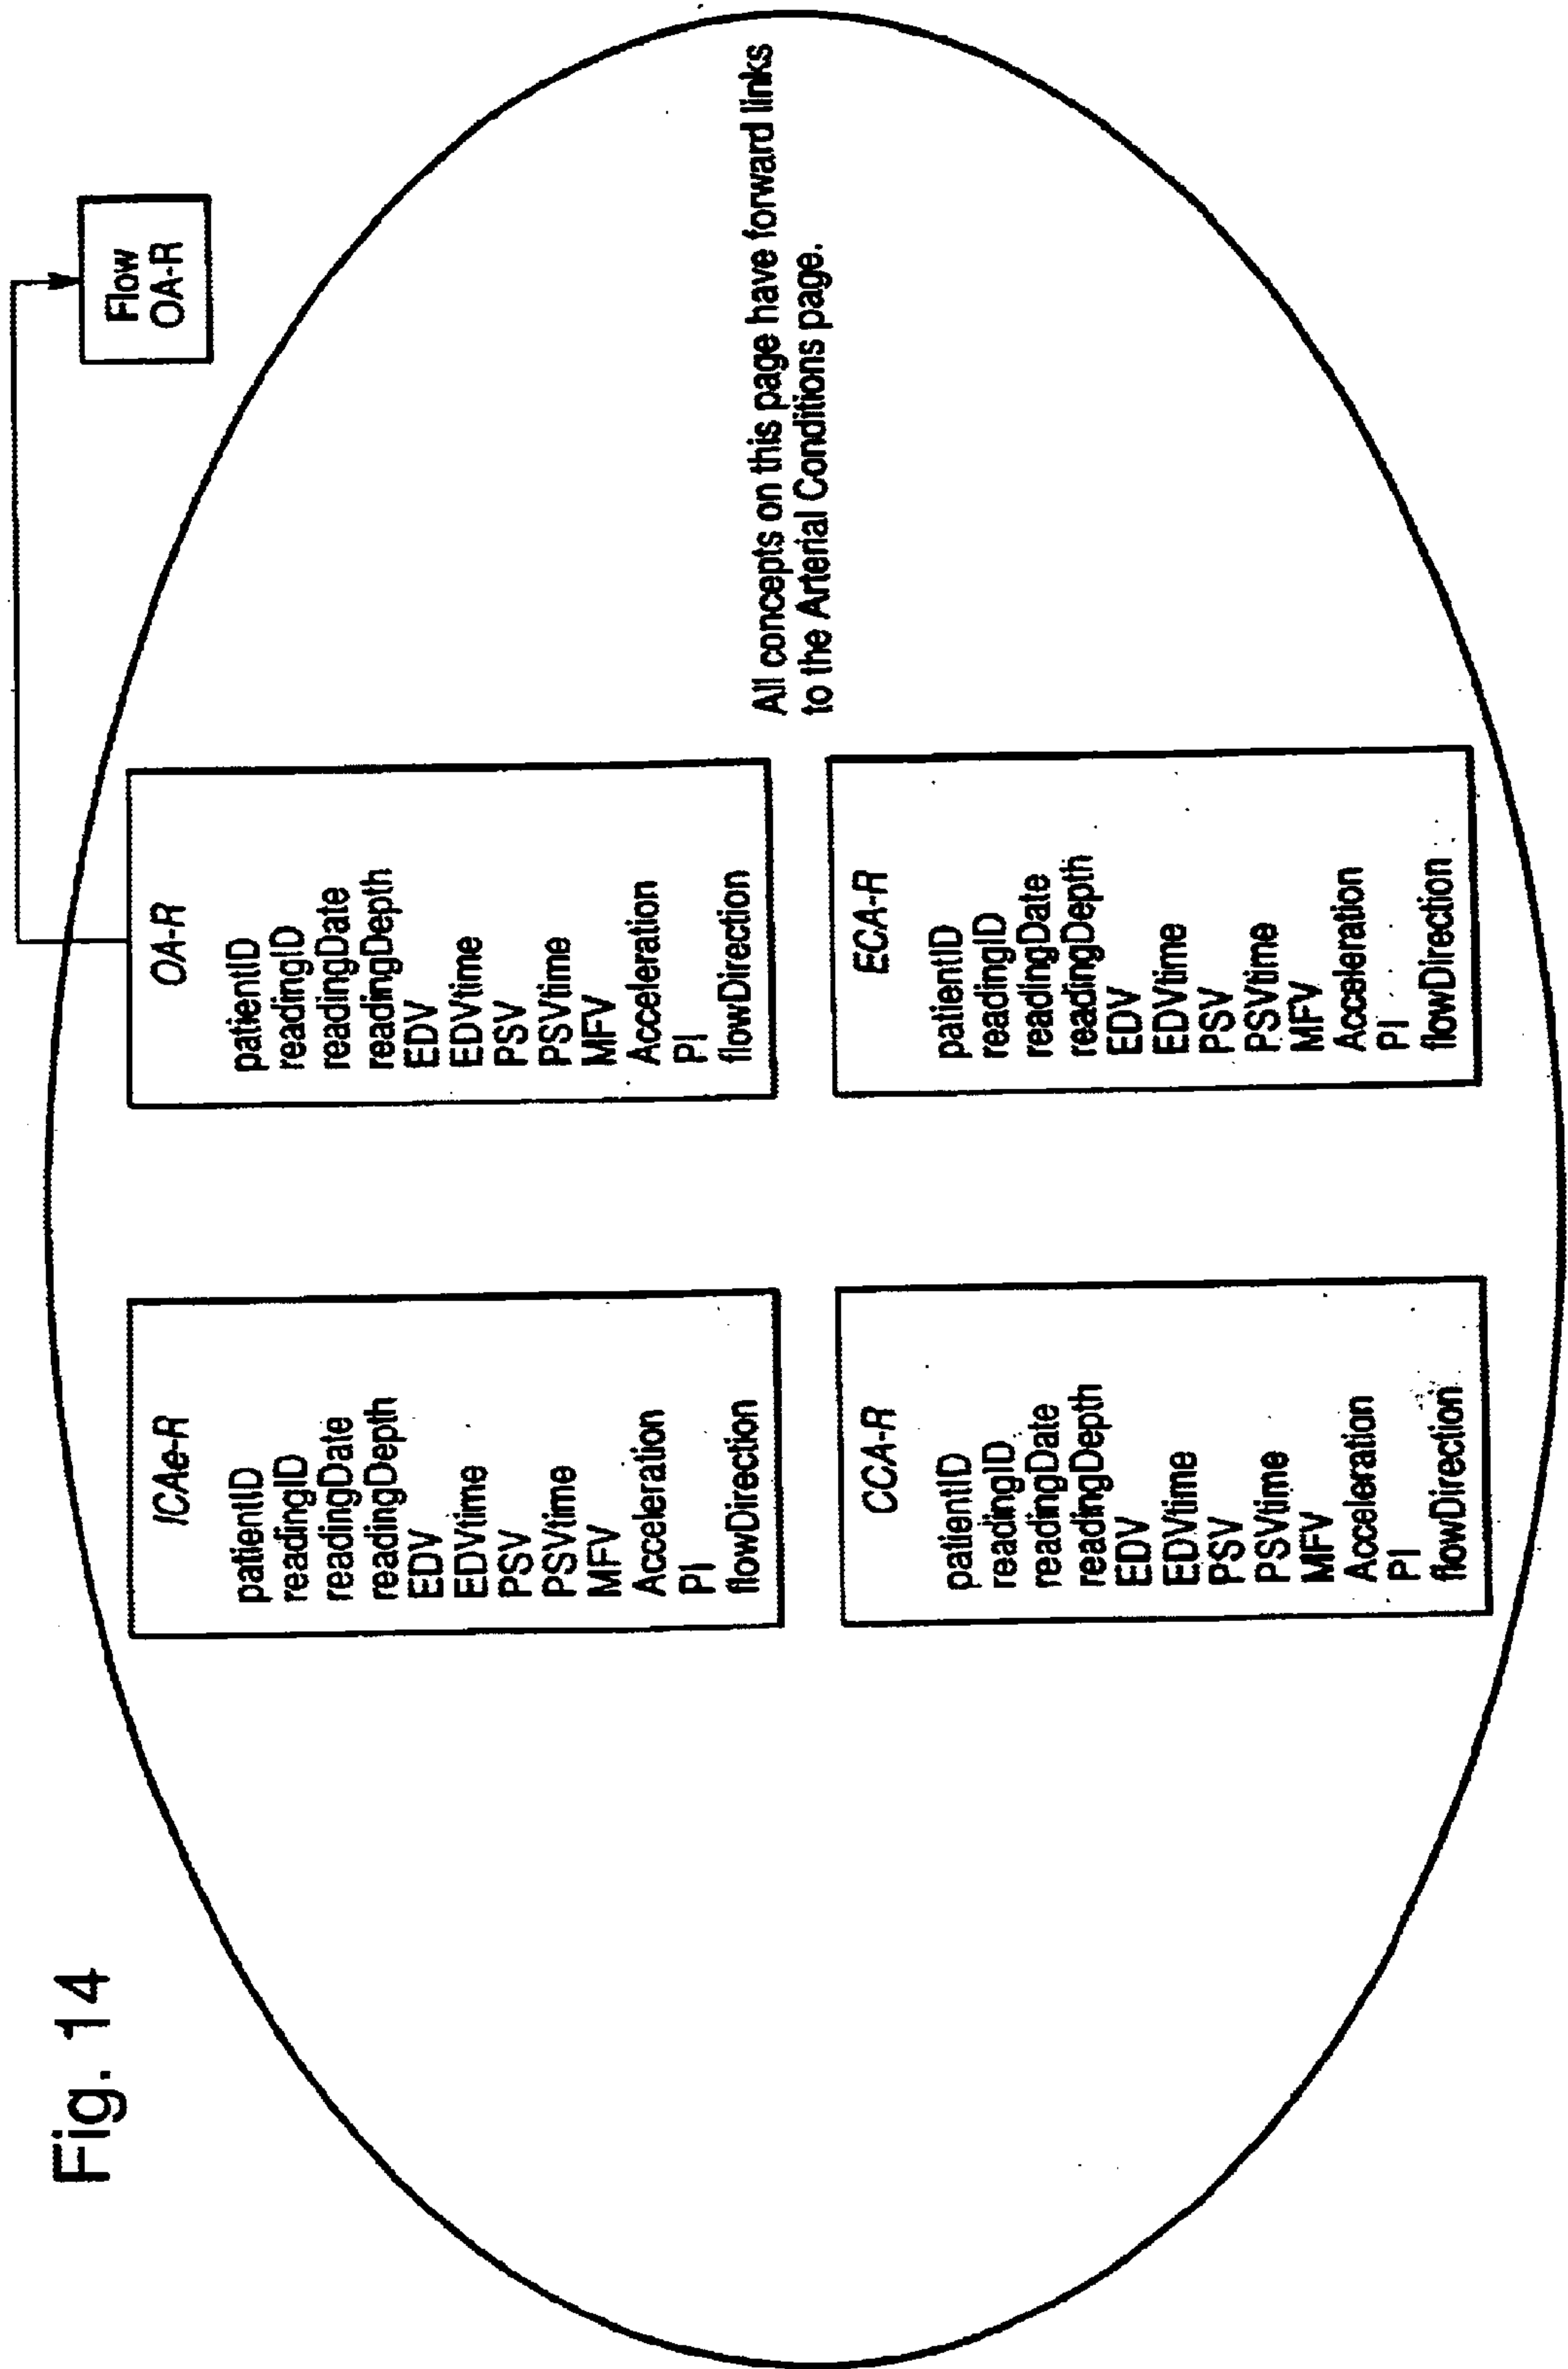 Fig. 14
Flow
OA-R
ICAe-R
patientID
readingID
readingDate
readingDepth
EDV
EDVtime
PSV
PSVtime
MFV
Acceleration
PI
flowDirection
OA-R
patientID
readingID
readingDate
readingDepth
EDV
EDVtime
PSV
PSVtime
MFV
Acceleration
PI
flowDirection
All concepts on this page have forward links
to the Arterial Conditions page.
CCA-R
patientID
readingID
readingDate
readingDepth
EDV
EDVtime
PSV
PSVtime
MFV
Acceleration
PI
flowDirection
ECA-R
patientID
readingID
readingDate
readingDepth
EDV
EDVtime
PSV
PSVtime
MFV
Acceleration
PI
flowDirection